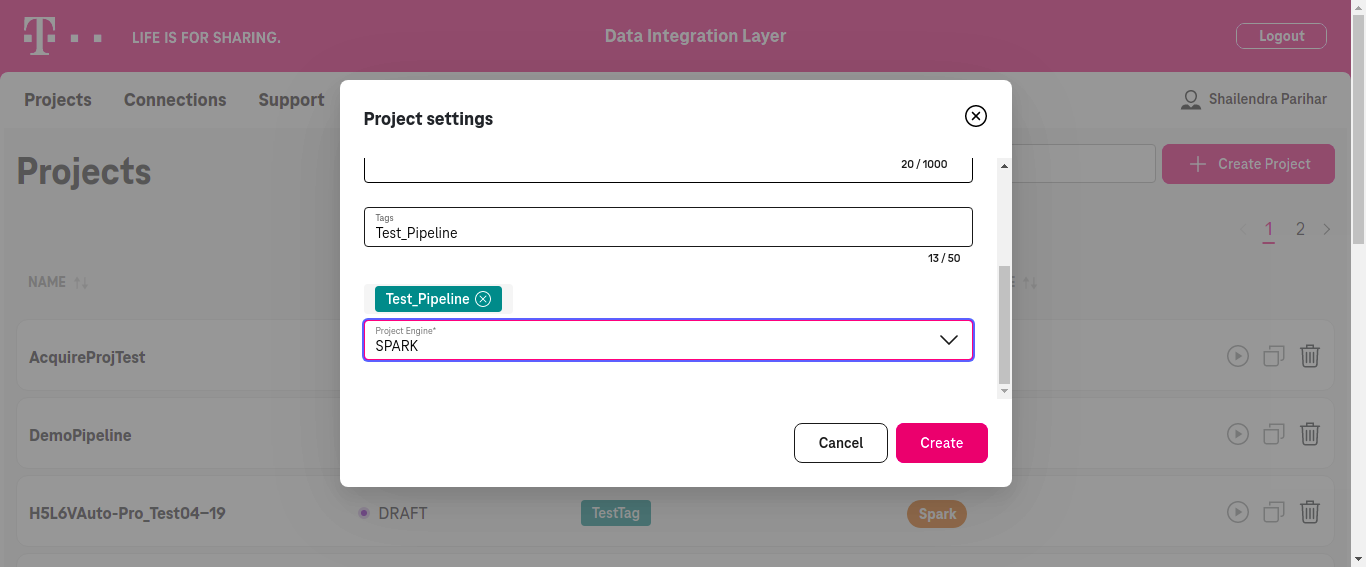 T
LIFE IS FOR SHARING.
Data Integration Layer
Logout
Projects
Connections
Support
Shailendra Parihar
Projects
Create Project
1 2
NAME
AcquireProjTest
DemoPipeline
H5L6VAuto-Pro_Test04-19
DRAFT
TestTag
Spark
Project settings
20 / 1000
Tags
Test_Pipeline
13 / 50
Test_Pipeline
Project Engine*
SPARK
Cancel
Create